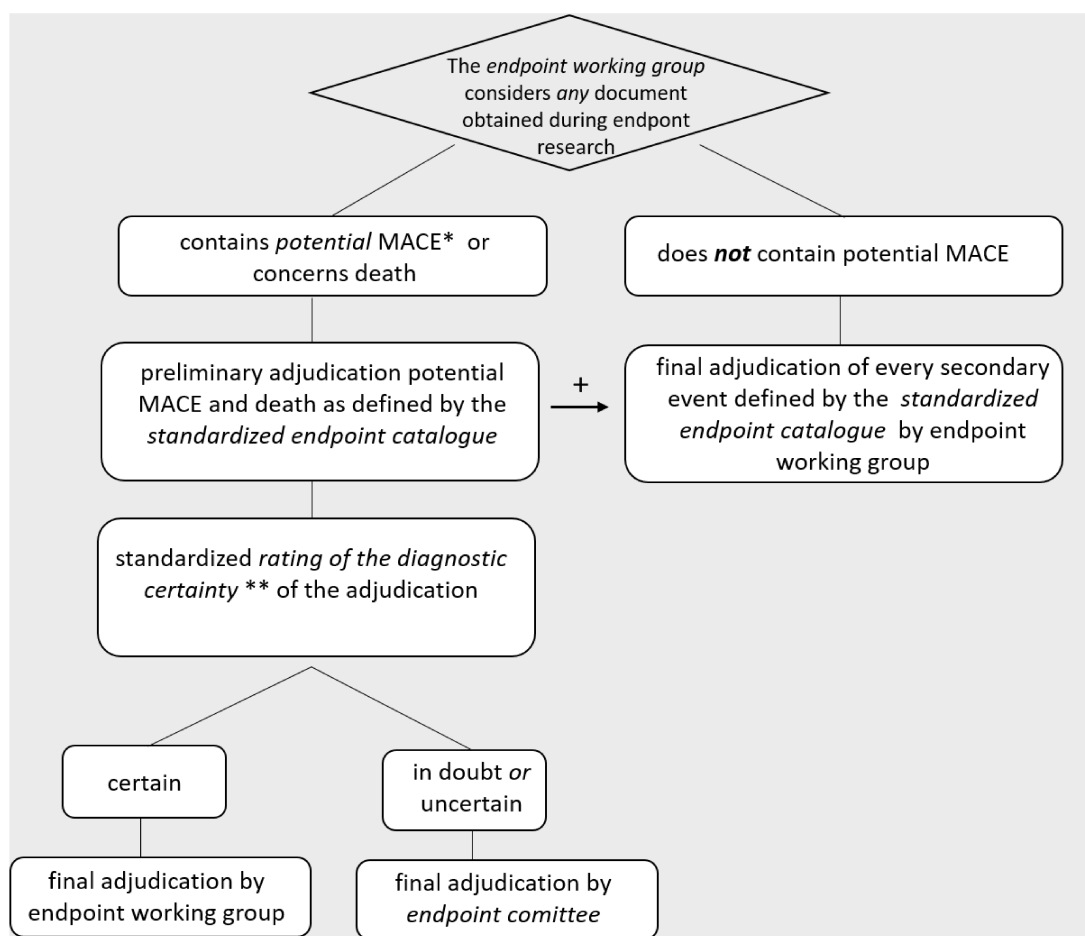 The endpoint working group
considers any document
obtained during endpont
research
contains potential MACE* or
concerns death
does not contain potential MACE
preliminary adjudication potential
MACE and death as defined by the
standardized endpoint catalogue
+
final adjudication of every secondary
event defined by the standardized
endpoint catalogue by endpoint
working group
standardized rating of the diagnostic
certainty ** of the adjudication
certain
in doubt or
uncertain
final adjudication by
endpoint working group
final adjudication by
endpoint comittee